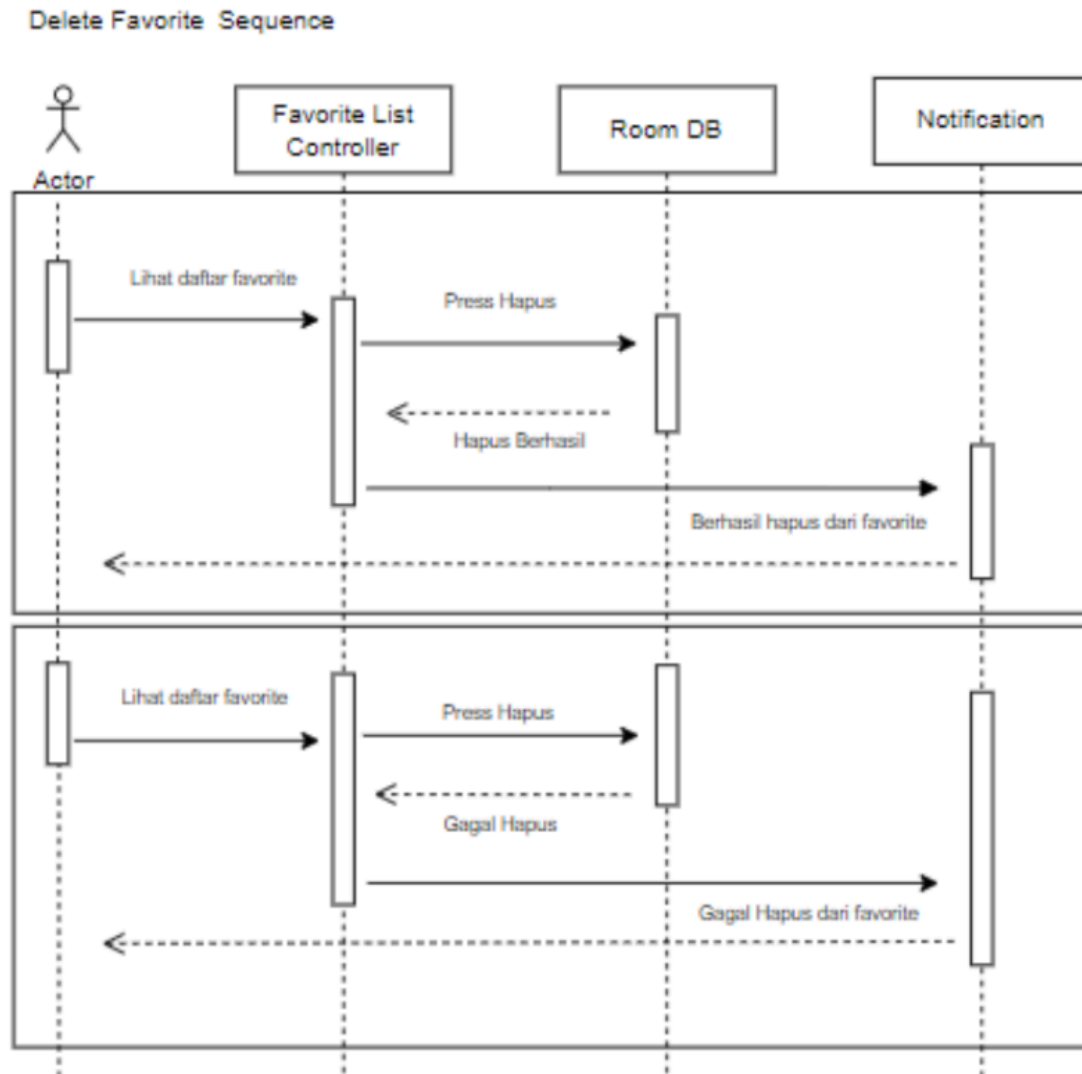 Delete Favorite Sequence
Actor
Favorite List
Controller
Room DB
Notification
Lihat daftar favorite
Press Hapus
Hapus Berhasil
Berhasil hapus dari favorite
Lihat daftar favorite
Press Hapus
Gagal Hapus
Gagal Hapus dari favorite